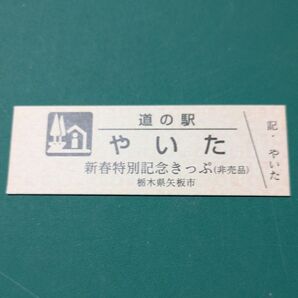 道の駅
やいた
新春特別記念きっぷ(非売品)
栃木県矢板市
記・やいた